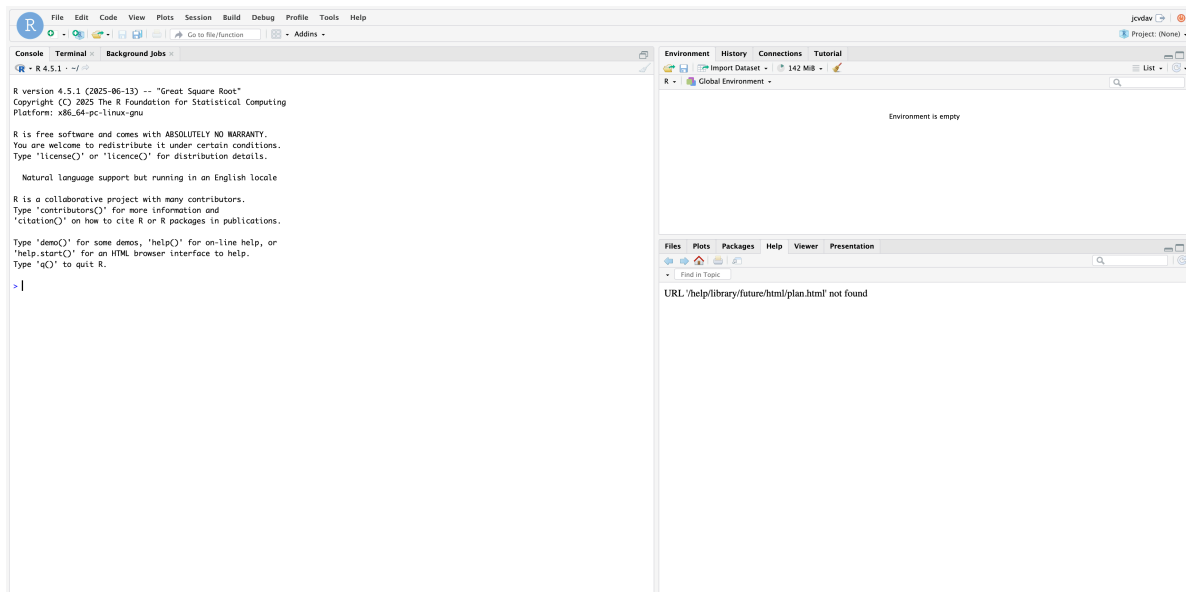 R
File Edit Code View Plots Session Build Debug Profile Tools Help
jcvdav
Go to file/function
Addins
Project: (None)
Console Terminal Background Jobs
R 4.5.1 · ~/
R version 4.5.1 (2025-06-13) -- "Great Square Root"
Copyright (C) 2025 The R Foundation for Statistical Computing
Platform: x86_64-pc-linux-gnu
R is free software and comes with ABSOLUTELY NO WARRANTY.
You are welcome to redistribute it under certain conditions.
Type 'license()' or 'licence()' for distribution details.
Natural language support but running in an English locale
R is a collaborative project with many contributors.
Type 'contributors()' for more information and
'citation()' on how to cite R or R packages in publications.
Type 'demo()' for some demos, 'help()' for on-line help, or
'help.start()' for an HTML browser interface to help.
Type 'q()' to quit R.
>
Environment History Connections Tutorial
Import Dataset 142 MiB List
R Global Environment
Environment is empty
Files Plots Packages Help Viewer Presentation
Find in Topic
URL '/help/library/future/html/plan.html' not found